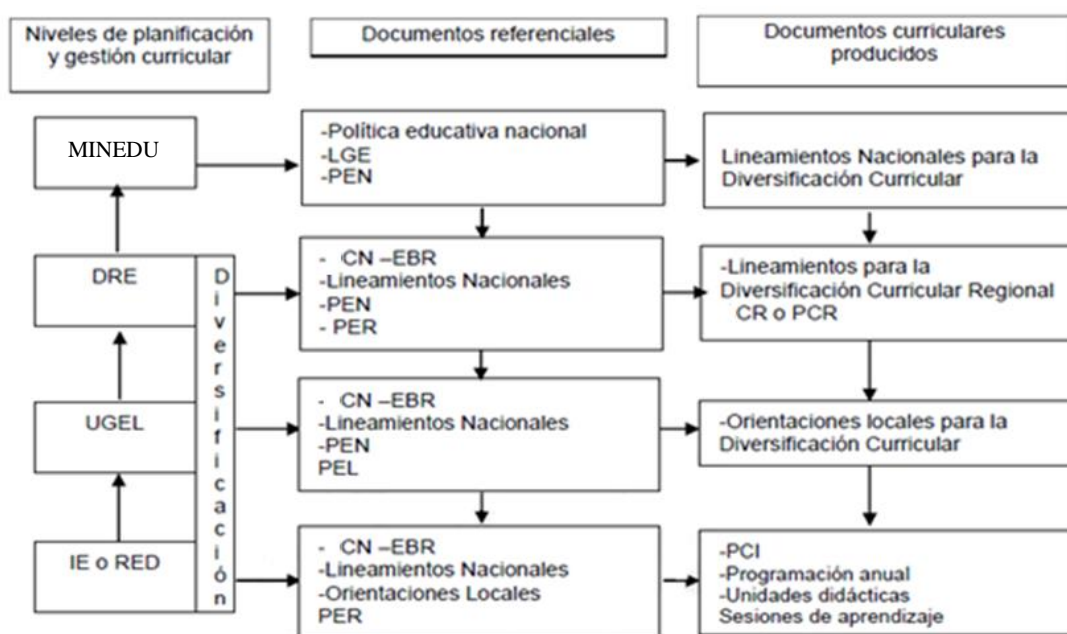 Niveles de planificación
y gestión curricular
Documentos referenciales
Documentos curriculares
producidos
MINEDU
-Política educativa nacional
-LGE
-PEN
Lineamientos Nacionales para la
Diversificación Curricular
DRE
Diversificación
- CN –EBR
-Lineamientos Nacionales
-PEN
- PER
-Lineamientos para la
Diversificación Curricular Regional
CR o PCR
UGEL
- CN –EBR
-Lineamientos Nacionales
-PEN
PEL
-Orientaciones locales para la
Diversificación Curricular
IE o RED
- CN –EBR
-Lineamientos Nacionales
-Orientaciones Locales
PER
-PCI
-Programación anual
-Unidades didácticas
Sesiones de aprendizaje